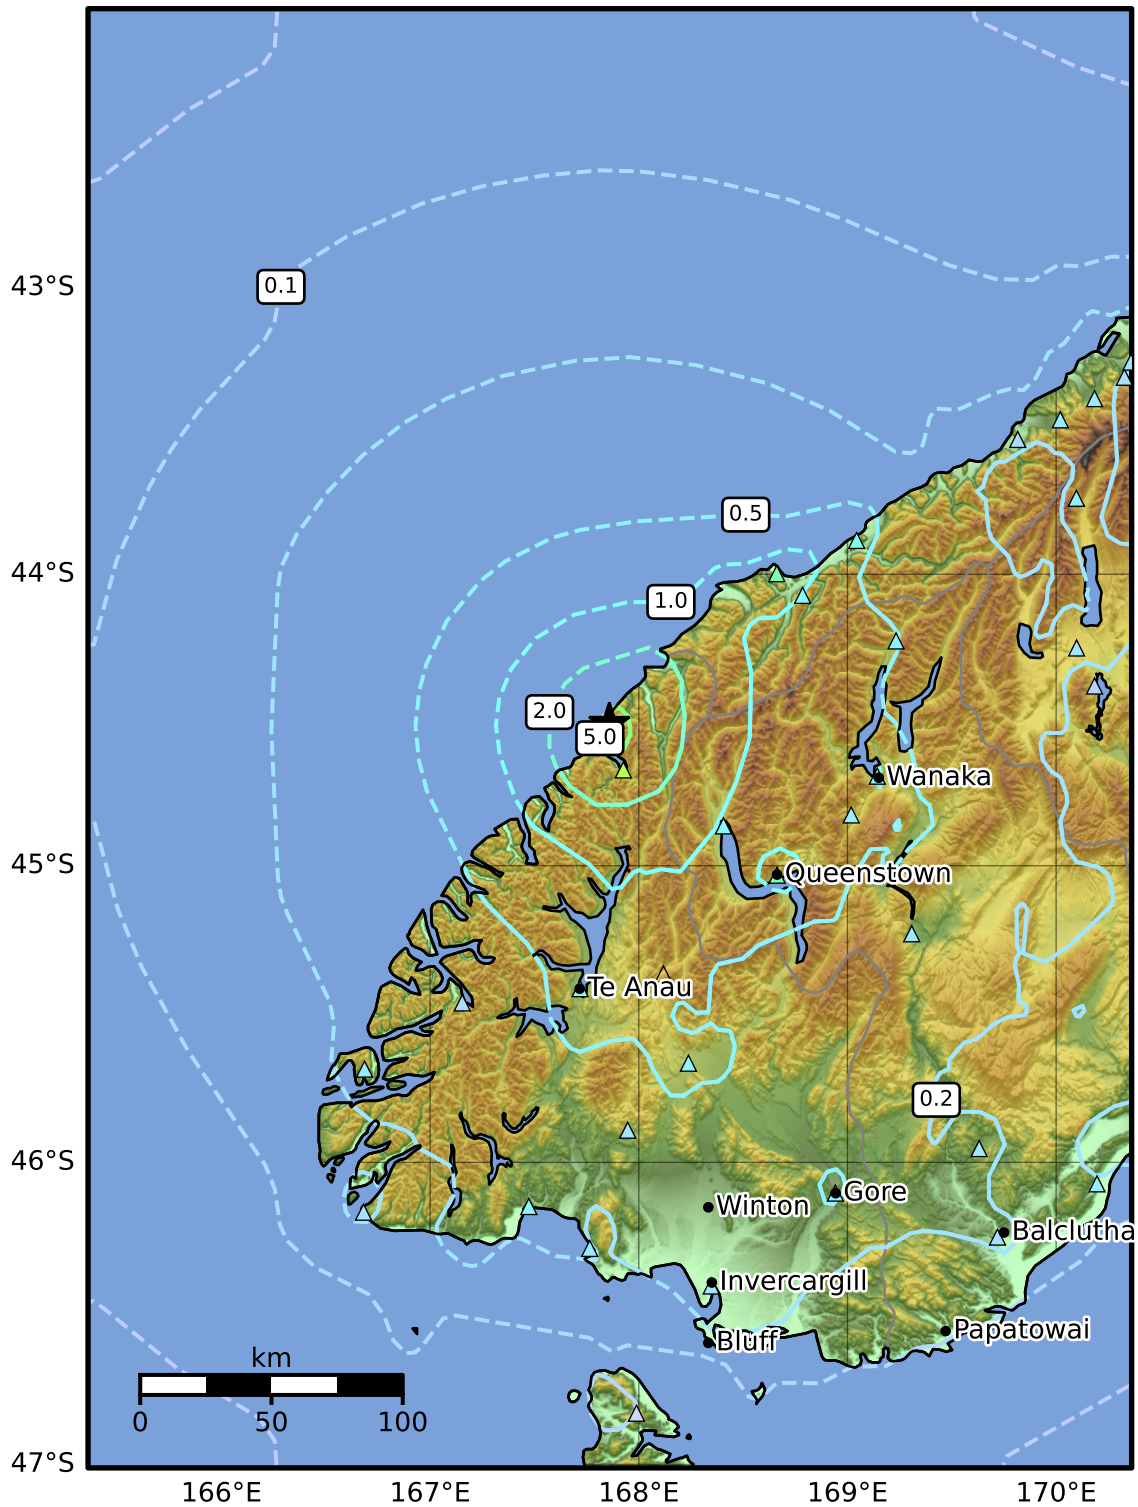 43°S
0.1
0.5
44°S
1.0
2.0
5.0
Wanaka
45°S
Queenstown
Te Anau
0.2
46°S
Gore
Winton
Balclutha
Invercargill
Papatowai
Bluff
km
0 50 100
47°S
166°E 167°E 168°E 169°E 170°E